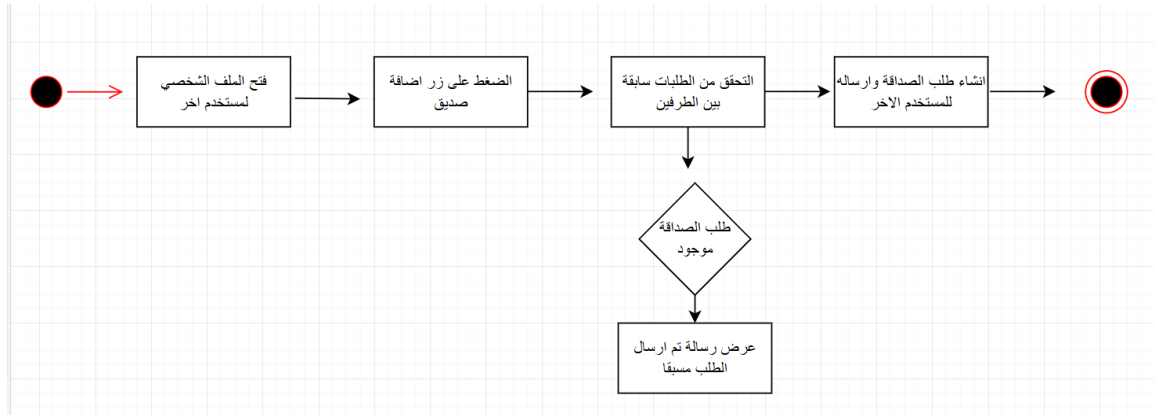 فتح الملف الشخصي
لمستخدم اخر
الضغط على زر اضافة
صديق
التحقق من الطلبات سابقة
بين الطرفين
انشاء طلب الصداقة وارساله
للمستخدم الاخر
طلب الصداقة
موجود
عرض رسالة تم ارسال
الطلب مسبقا